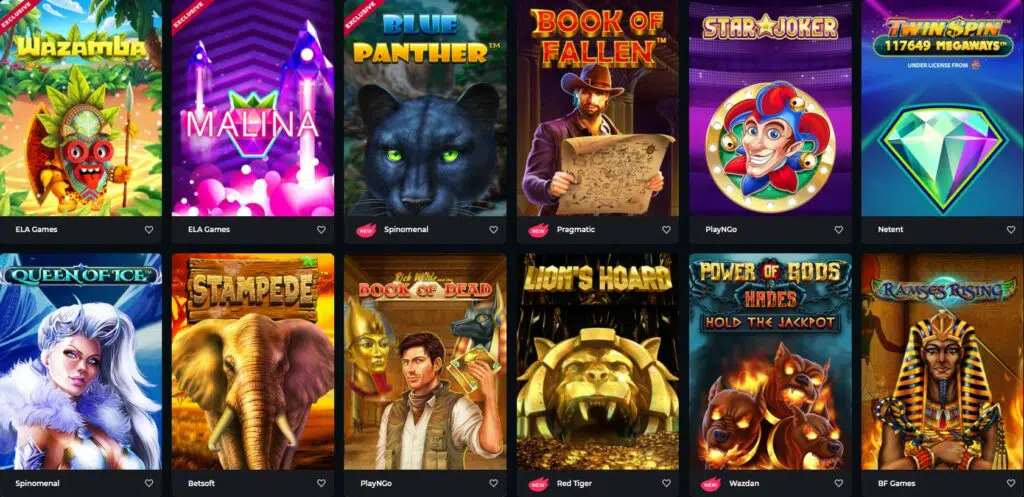 EXCLUSIVE
WAZAMBA
ELA Games
MALINA
ELA Games
EXCLUSIVE
BLUE
PANTHER™
NEW
Spinomenal
BOOK OF
FALLEN™
NEW
Pragmatic
STAR JOKER
PlayNGo
TWIN SPIN
117649 MEGAWAYS™
UNDER LICENSE FROM
Netent
QUEEN OF ICE™
Spinomenal
STAMPEDE
Betsoft
Rich Wilde and the
BOOK OF DEAD
PlayNGo
LION'S HOARD
NEW
Red Tiger
POWER OF GODS™
HADES
HOLD THE JACKPOT
NEW
Wazdan
RAMSES RISING
BF Games